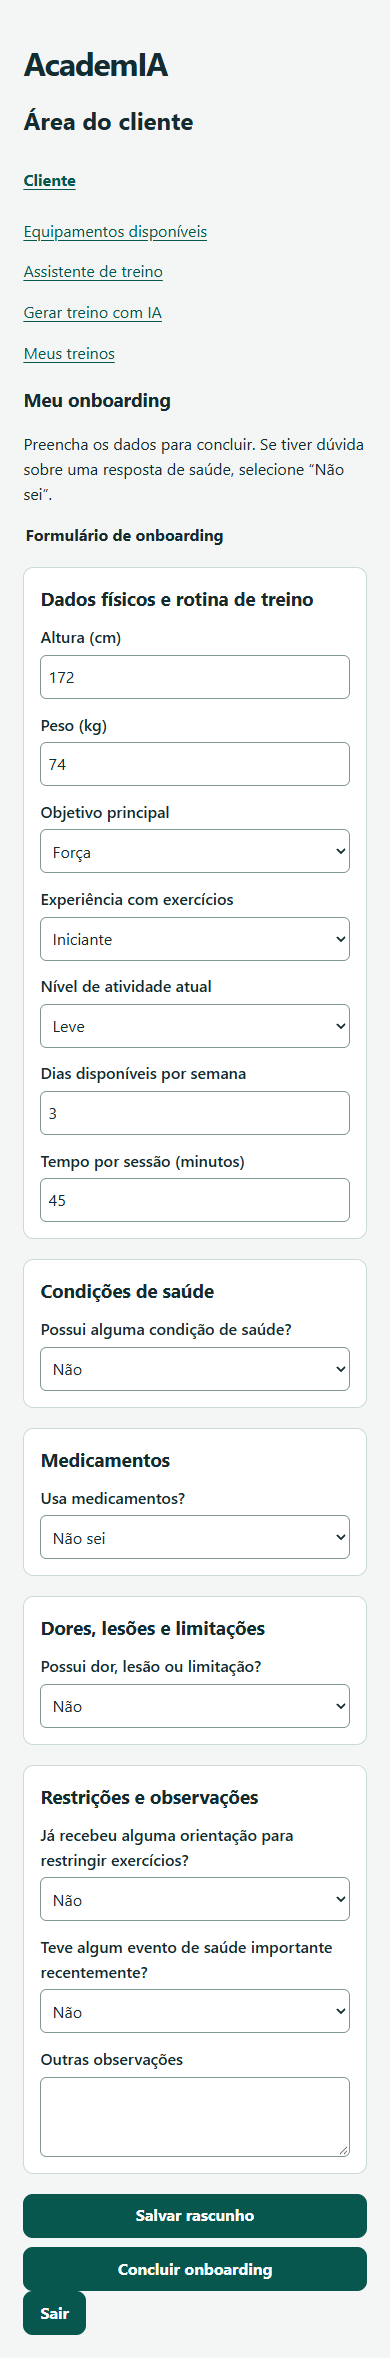 AcademIA
Área do cliente
Cliente
Equipamentos disponíveis
Assistente de treino
Gerar treino com IA
Meus treinos
Meu onboarding
Preencha os dados para concluir. Se tiver dúvida
sobre uma resposta de saúde, selecione “Não
sei”.
Formulário de onboarding
Dados físicos e rotina de treino
Altura (cm)
172
Peso (kg)
74
Objetivo principal
Força
Experiência com exercícios
Iniciante
Nível de atividade atual
Leve
Dias disponíveis por semana
3
Tempo por sessão (minutos)
45
Condições de saúde
Possui alguma condição de saúde?
Não
Medicamentos
Usa medicamentos?
Não sei
Dores, lesões e limitações
Possui dor, lesão ou limitação?
Não
Restrições e observações
Já recebeu alguma orientação para
restringir exercícios?
Não
Teve algum evento de saúde importante
recentemente?
Não
Outras observações
Salvar rascunho
Concluir onboarding
Sair